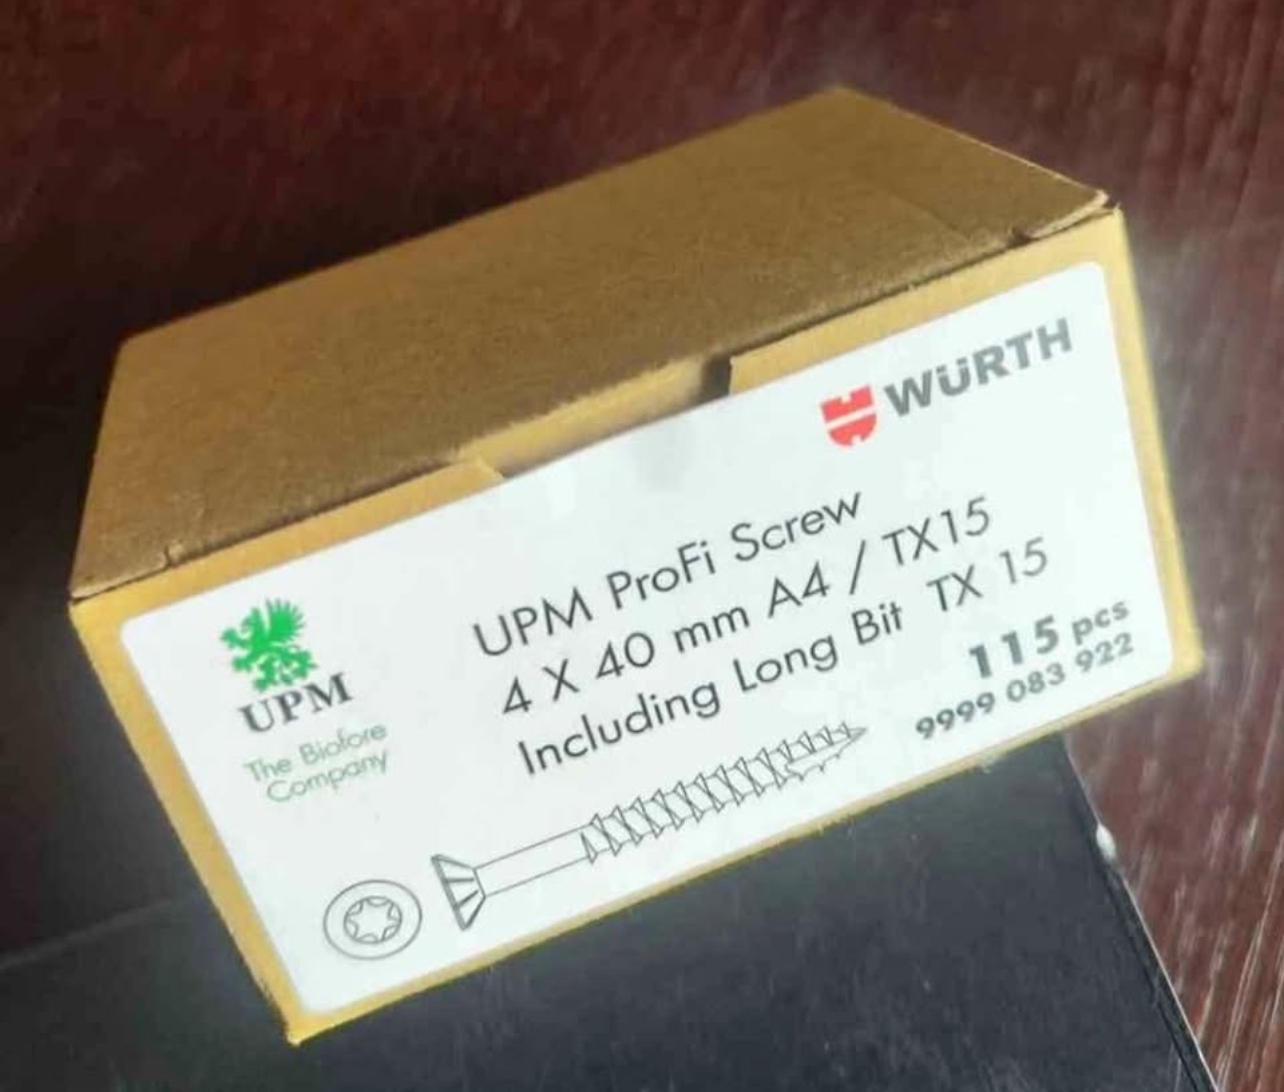 WÜRTH
UPM ProFi Screw
4 X 40 mm A4 / TX15
Including Long Bit TX 15
115 pcs
9999 083 922
UPM
The Biofore
Company